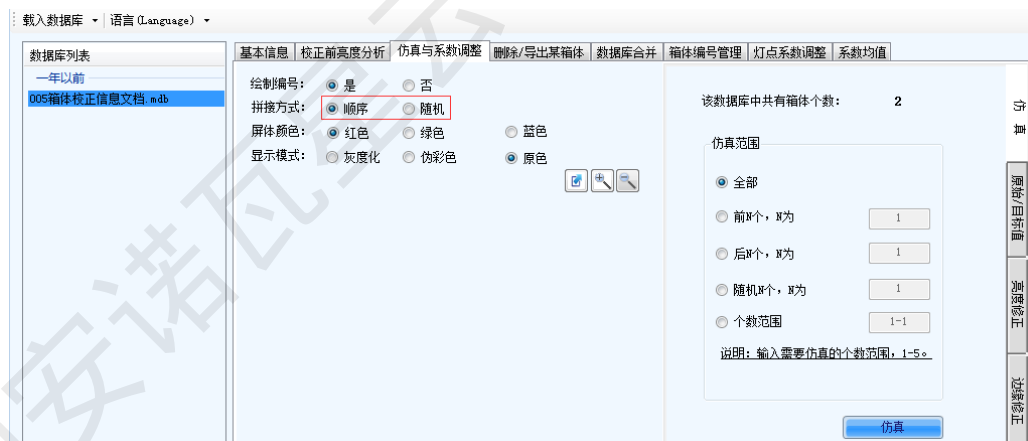 载入数据库 语言(Language)
数据库列表
一年以前
005箱体校正信息文档.mdb
基本信息 校正前亮度分析 仿真与系数调整 删除/导出某箱体 数据库合并 箱体编号管理 灯点系数调整 系数均值
绘制编号: 是 否
拼接方式: 顺序 随机
屏体颜色: 红色 绿色 蓝色
显示模式: 灰度化 伪彩色 原色
该数据库中共有箱体个数: 2
仿真范围
全部
前N个，N为 1
后N个，N为 1
随机N个，N为 1
个数范围 1-1
说明: 输入需要仿真的个数范围, 1-5。
仿真
仿真
原始/目标值
亮度修正
边缘修正
安诺瓦星云